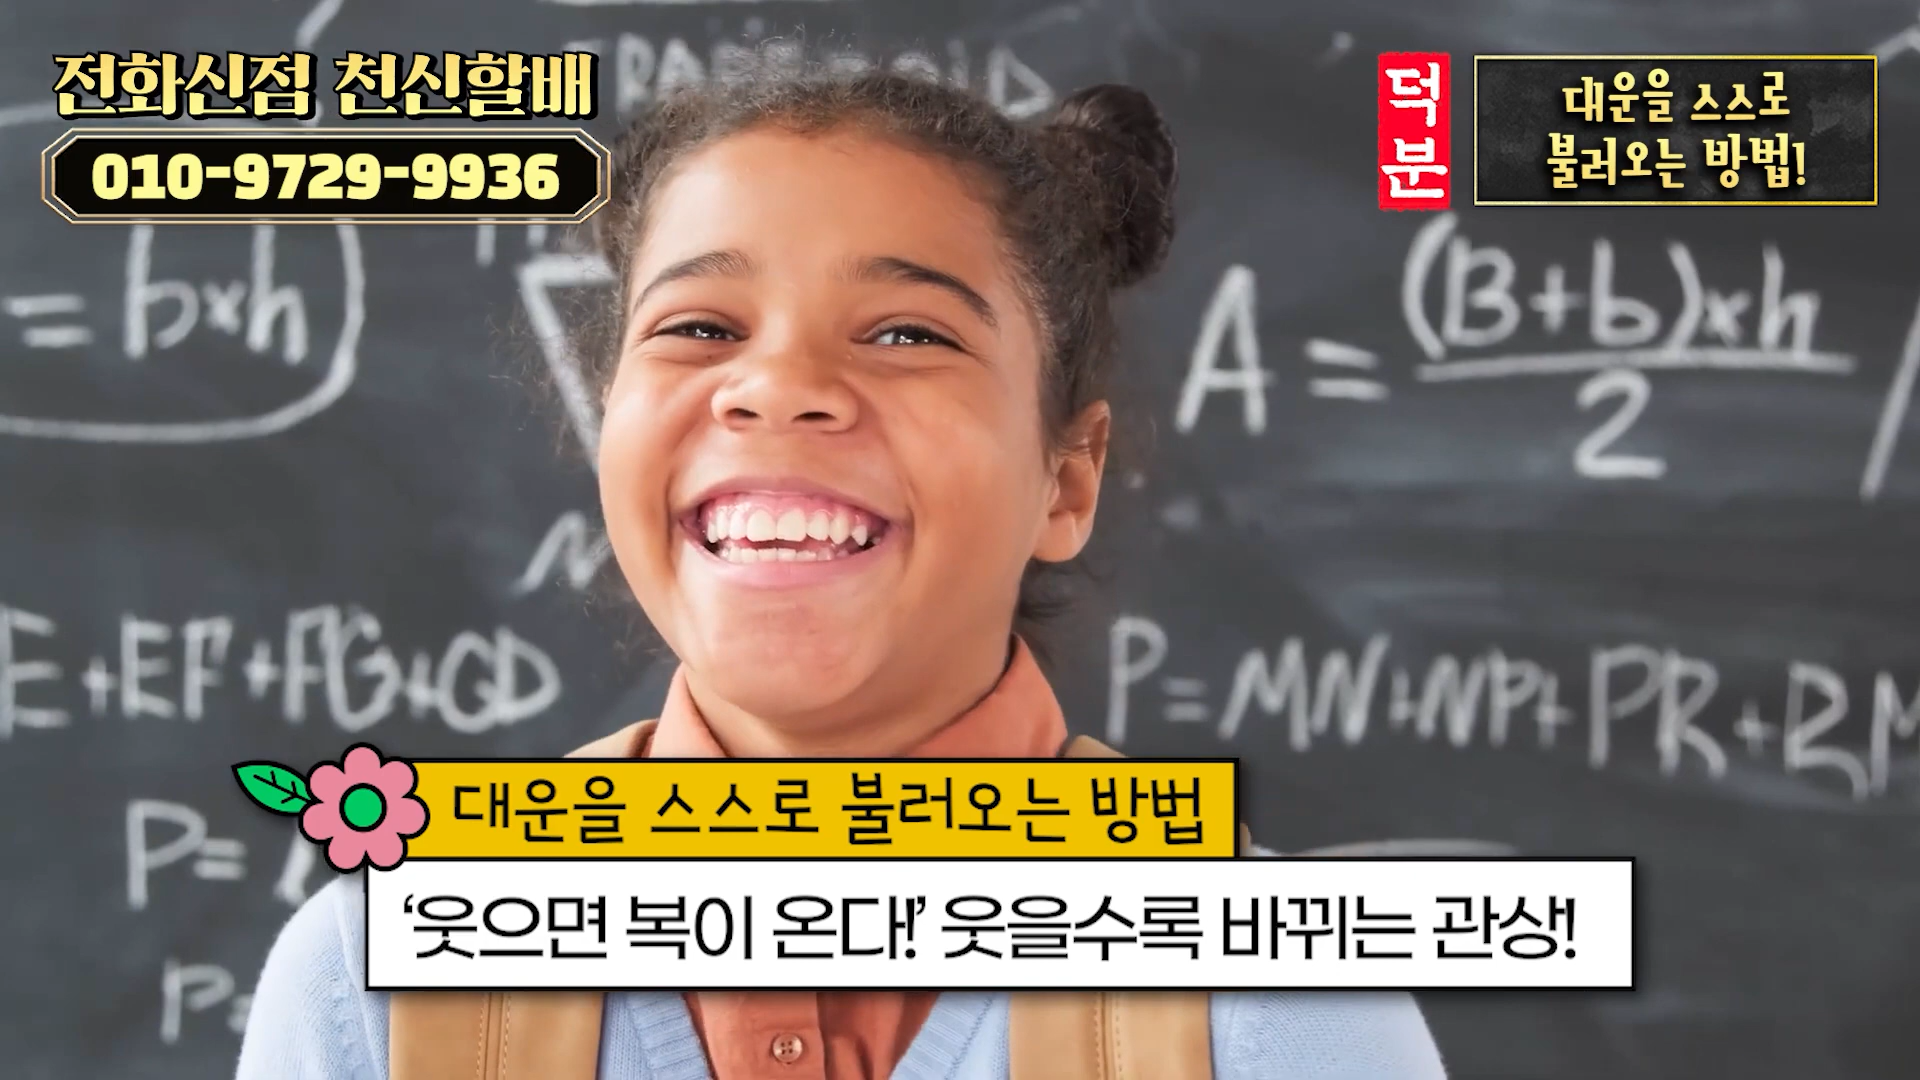 전화신점 천신할배
010-9729-9936
덕분
대운을 스스로
불러오는 방법!
= b×h
A = (B+b)×h
2
E+EF+FG+GD
P=MN+NP+PR+RM
P=
P=
대운을 스스로 불러오는 방법
‘웃으면 복이 온다!’ 웃을수록 바뀌는 관상!